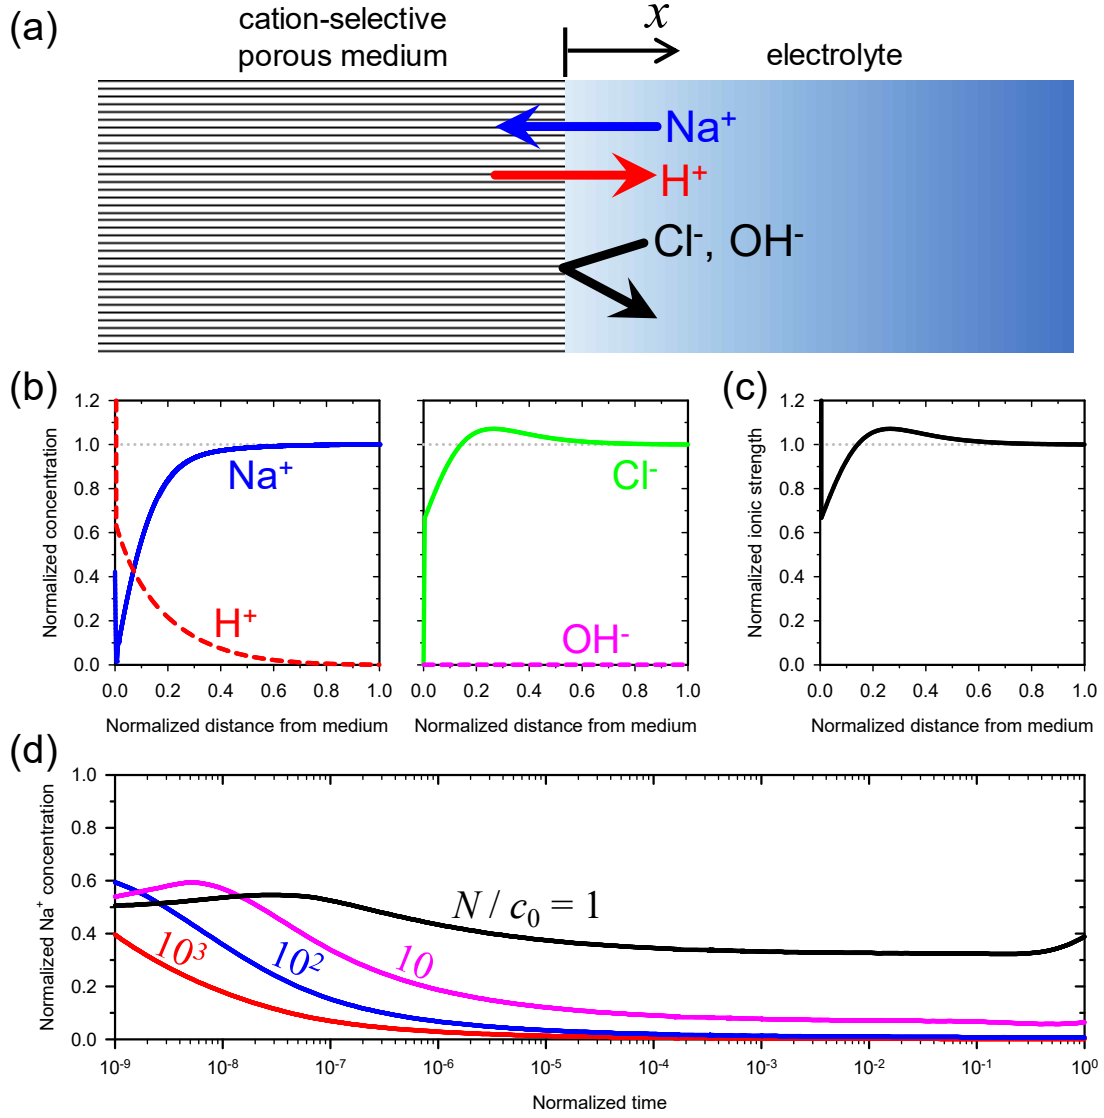 (a)
cation-selective
porous medium
x
electrolyte
Na⁺
H⁺
Cl⁻, OH⁻
(b)
Normalized concentration
1.2
1.0
0.8
0.6
0.4
0.2
0.0
Na⁺
H⁺
0.0 0.2 0.4 0.6 0.8 1.0
Normalized distance from medium
Cl⁻
OH⁻
0.0 0.2 0.4 0.6 0.8 1.0
Normalized distance from medium
(c)
Normalized ionic strength
1.2
1.0
0.8
0.6
0.4
0.2
0.0
0.0 0.2 0.4 0.6 0.8 1.0
Normalized distance from medium
(d)
Normalized Na⁺ concentration
1.0
0.8
0.6
0.4
0.2
0.0
N / c₀ = 1
10³
10²
10
10⁻⁹ 10⁻⁸ 10⁻⁷ 10⁻⁶ 10⁻⁵ 10⁻⁴ 10⁻³ 10⁻² 10⁻¹ 10⁰
Normalized time